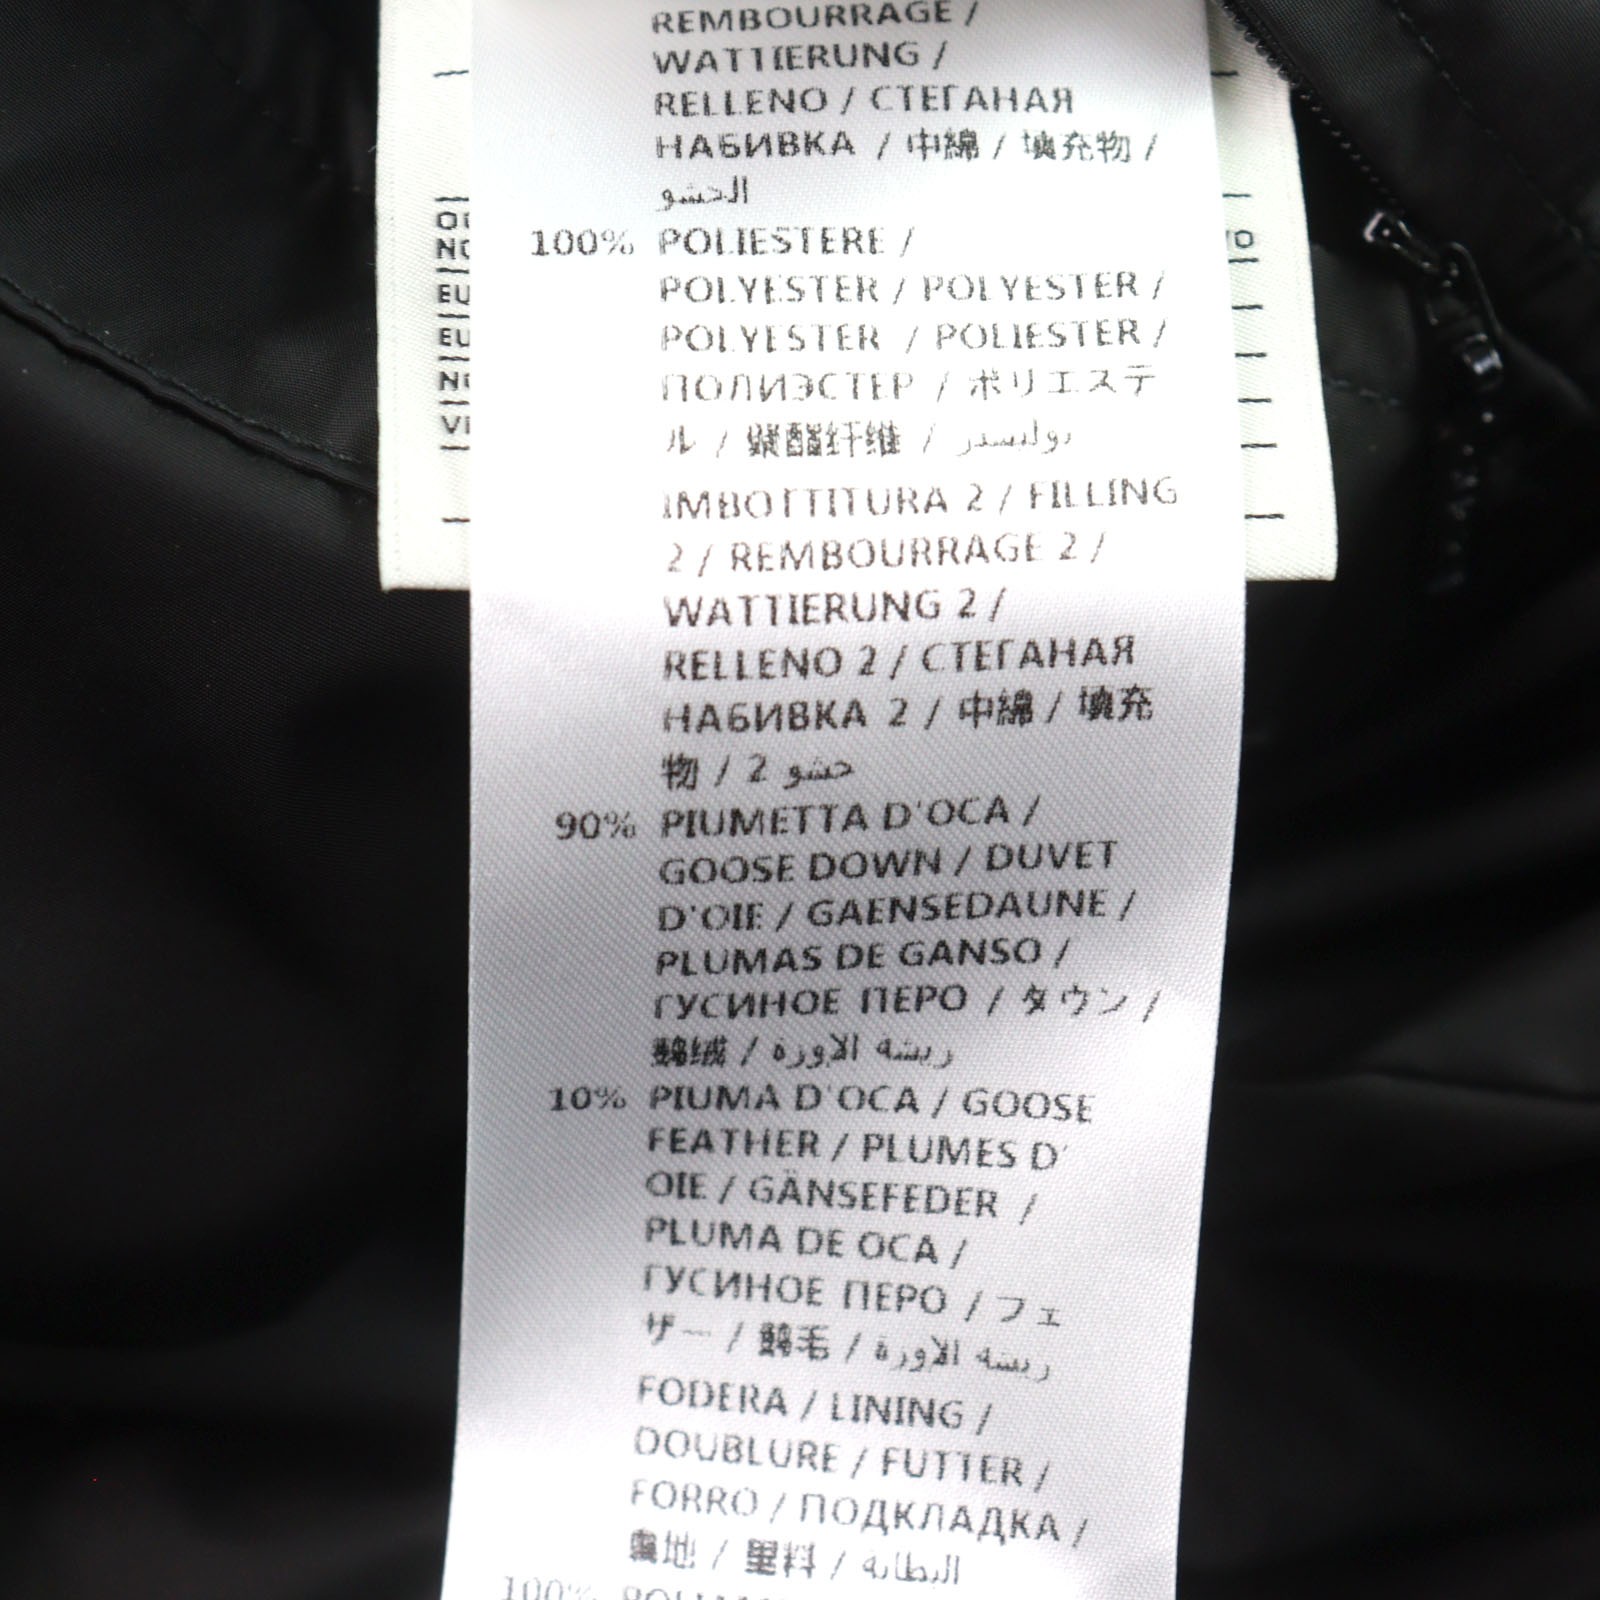 REMBOURRAGE /
WATTIERUNG /
RELLENO / СТЕГАНАЯ
НАБИВКА / 中綿 / 填充物 /
الحشو
100% POLIESTERE /
POLYESTER / POLYESTER /
POLYESTER / POLIESTER /
ПОЛИЭСТЕР / ポリエステ
ル / 聚酯纤维 / بوليستر
IMBOTTITURA 2 / FILLING
2 / REMBOURRAGE 2 /
WATTIERUNG 2 /
RELLENO 2 / СТЕГАНАЯ
НАБИВКА 2 / 中綿 / 填充
物 / حشو 2
90% PIUMETTA D'OCA /
GOOSE DOWN / DUVET
D'OIE / GAENSEDAUNE /
PLUMAS DE GANSO /
ГУСИНОЕ ПЕРО / タウン /
鹅绒 / ريشة الاوزة
10% PIUMA D'OCA / GOOSE
FEATHER / PLUMES D'
OIE / GÄNSEFEDER /
PLUMA DE OCA /
ГУСИНОЕ ПЕРО / フェ
ザー / 鹅毛 / ريشة الاوزة
FODERA / LINING /
DOUBLURE / FUTTER /
FORRO / ПОДКЛАДКА /
裏地 / 里料 / البطانة
100%